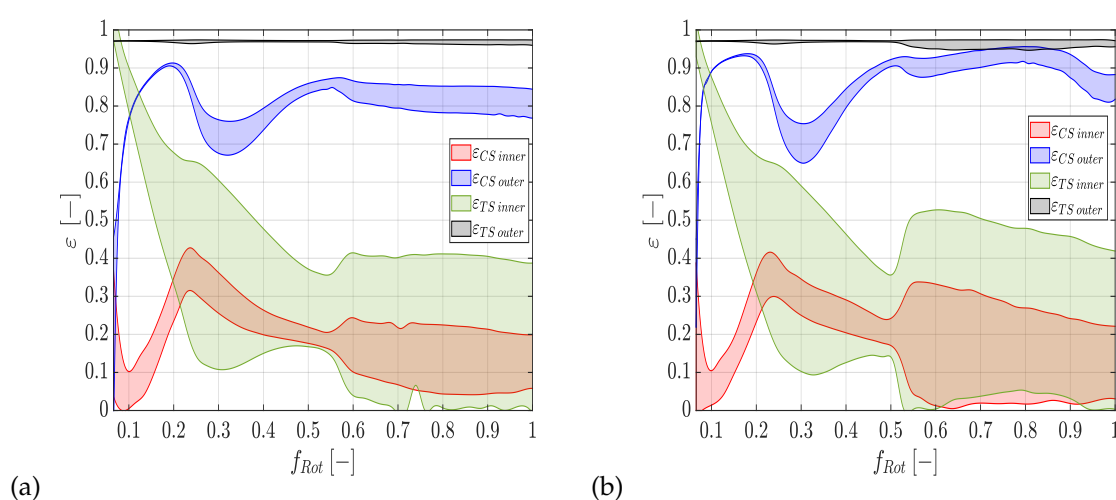 1
0.9
0.8
0.7
0.6
0.5
0.4
0.3
0.2
0.1
0
ε [−]
ε_CS inner
ε_CS outer
ε_TS inner
ε_TS outer
0.1 0.2 0.3 0.4 0.5 0.6 0.7 0.8 0.9 1
f_Rot [−]
(a)
1
0.9
0.8
0.7
0.6
0.5
0.4
0.3
0.2
0.1
0
ε [−]
ε_CS inner
ε_CS outer
ε_TS inner
ε_TS outer
0.1 0.2 0.3 0.4 0.5 0.6 0.7 0.8 0.9 1
f_Rot [−]
(b)